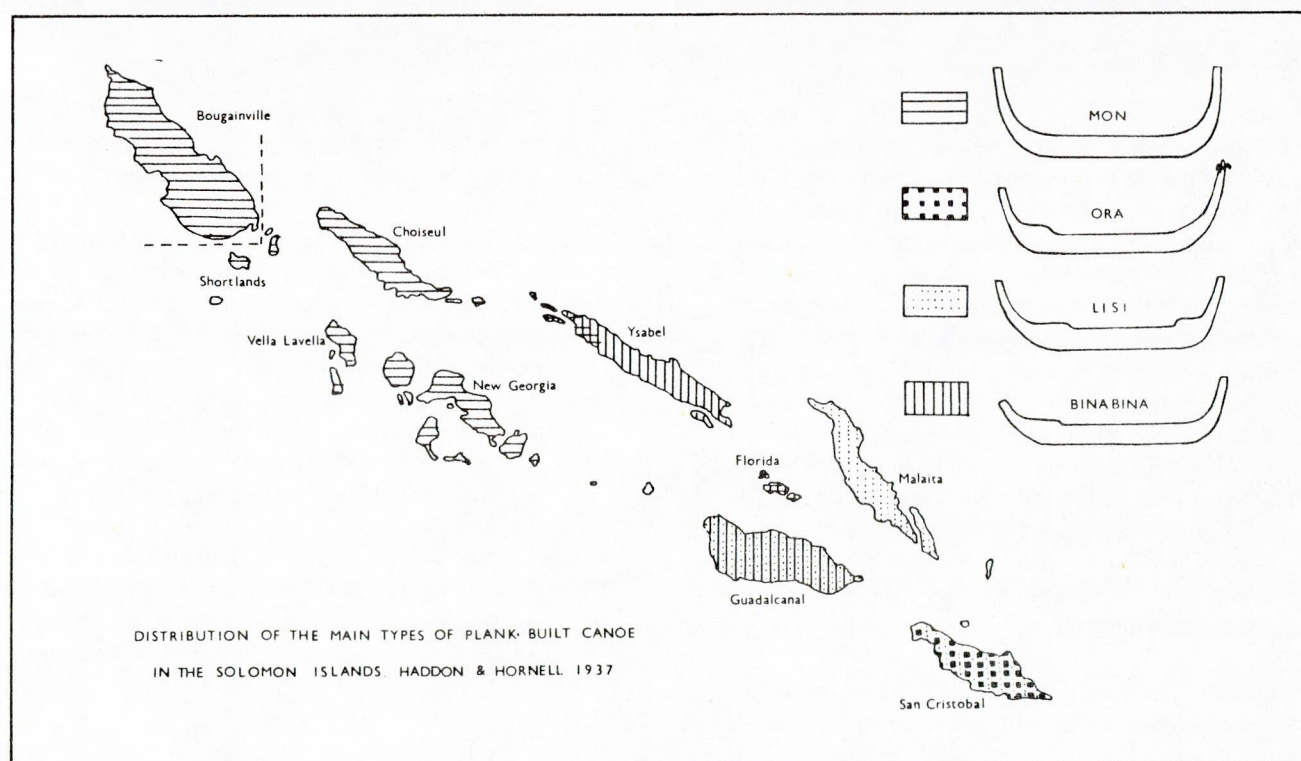 Bougainville
MON
ORA
Choiseul
Shortlands
LISI
Ysabel
Vella Lavella
New Georgia
BINABINA
Florida
Malaita
Guadalcanal
DISTRIBUTION OF THE MAIN TYPES OF PLANK-BUILT CANOE
IN THE SOLOMON ISLANDS. HADDON & HORNELL 1937
San Cristobal